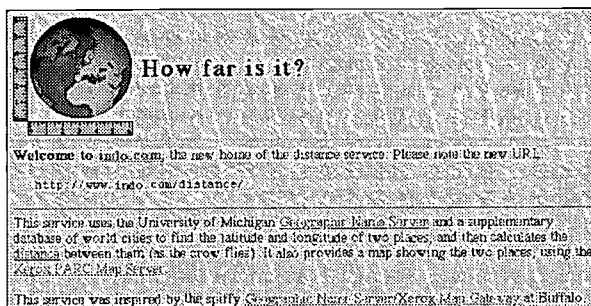 How far is it?
Welcome to indo.com, the new home of the distance service. Please note the new URL:
http://www.indo.com/distance/
This service uses the University of Michigan Geographic Name Server and a supplementary
database of world cities to find the latitude and longitude of two places, and then calculates the
distance between them (as the crow flies). It also provides a map showing the two places, using the
Xerox PARC Map Server.
This service was inspired by the spiffy Geographic Name Server/Xerox Map Gateway at Buffalo.